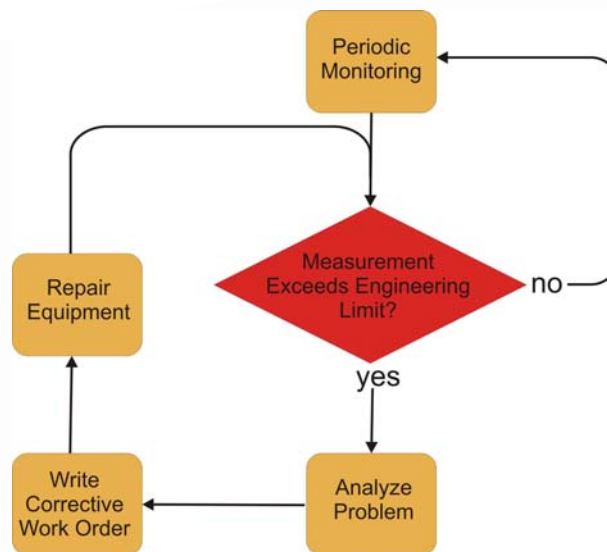 Periodic
Monitoring
Measurement
Exceeds Engineering
Limit?
no
yes
Repair
Equipment
Write
Corrective
Work Order
Analyze
Problem